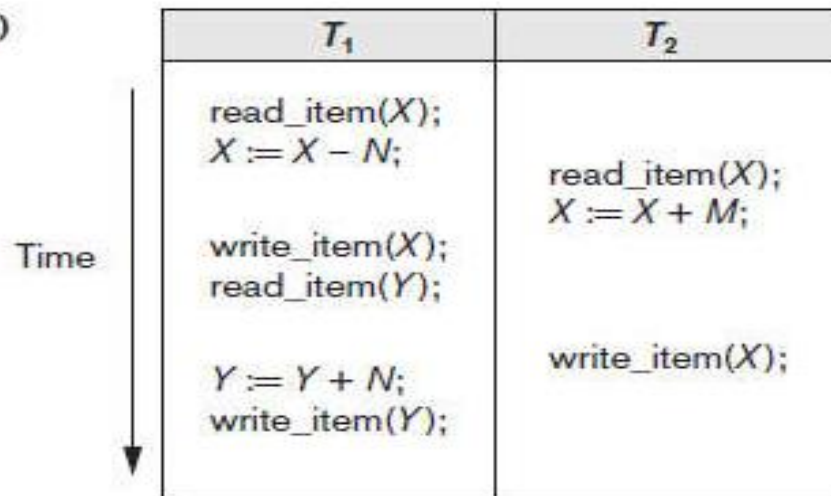 )
T₁ T₂
read_item(X);
X := X – N;
read_item(X);
X := X + M;
Time
write_item(X);
read_item(Y);
write_item(X);
Y := Y + N;
write_item(Y);